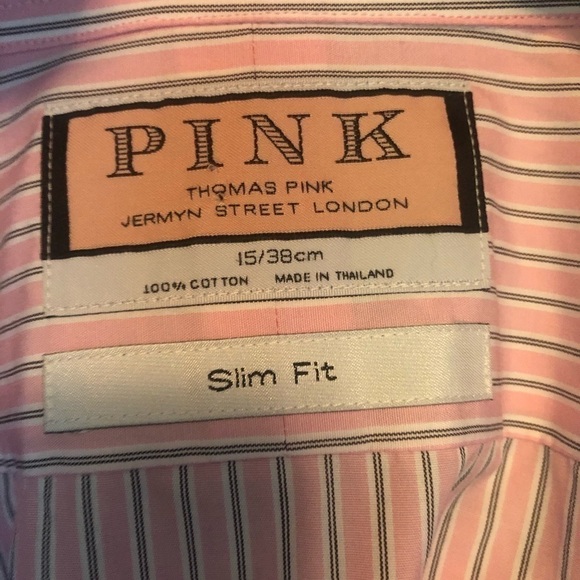 PINK
THOMAS PINK
JERMYN STREET LONDON
15/38cm
100% COTTON MADE IN THAILAND
Slim Fit